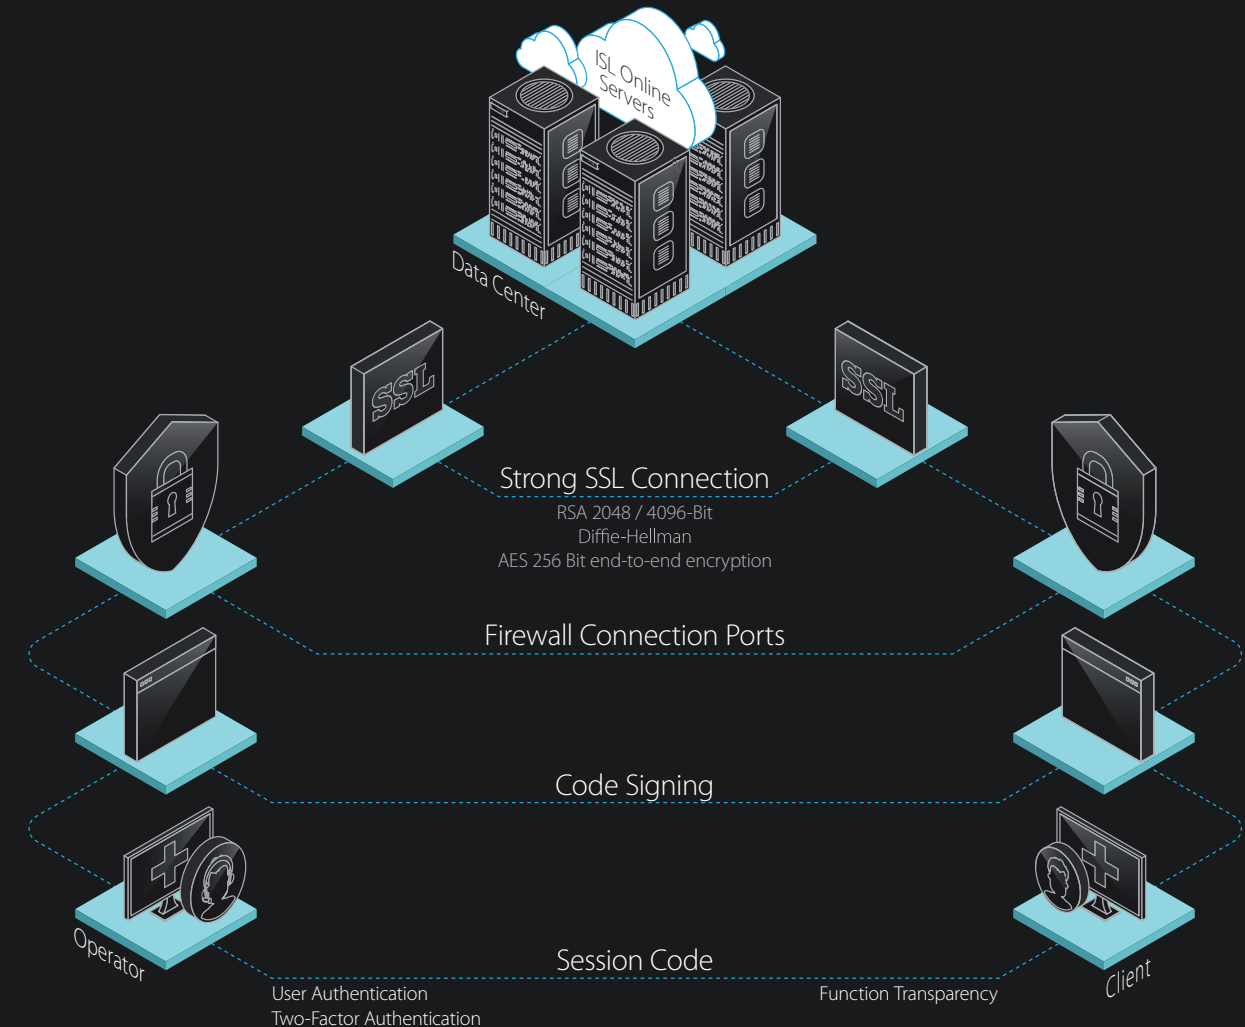 ISL Online
Servers
Data Center
SSL
SSL
Strong SSL Connection
RSA 2048 / 4096-Bit
Diffie-Hellman
AES 256 Bit end-to-end encryption
Firewall Connection Ports
Code Signing
Operator
Session Code
Client
User Authentication
Function Transparency
Two-Factor Authentication